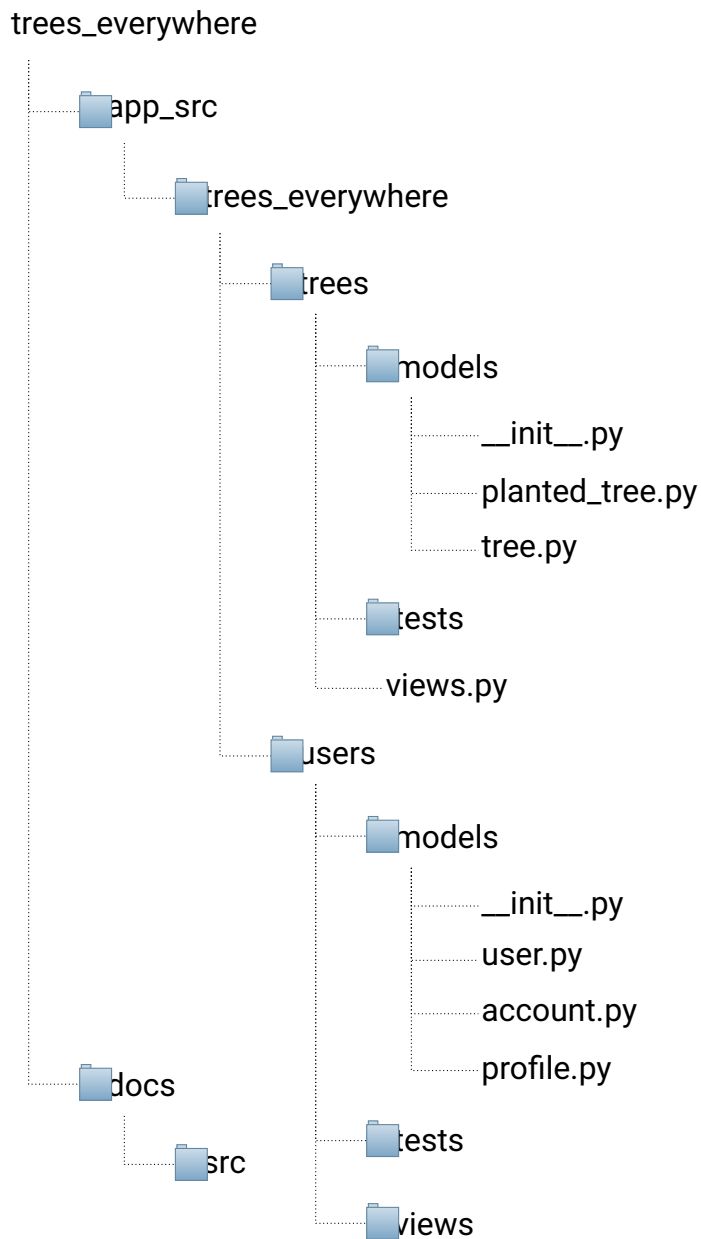 trees_everywhere
app_src
trees_everywhere
trees
models
__init__.py
planted_tree.py
tree.py
tests
views.py
users
models
__init__.py
user.py
account.py
profile.py
docs
tests
src
views